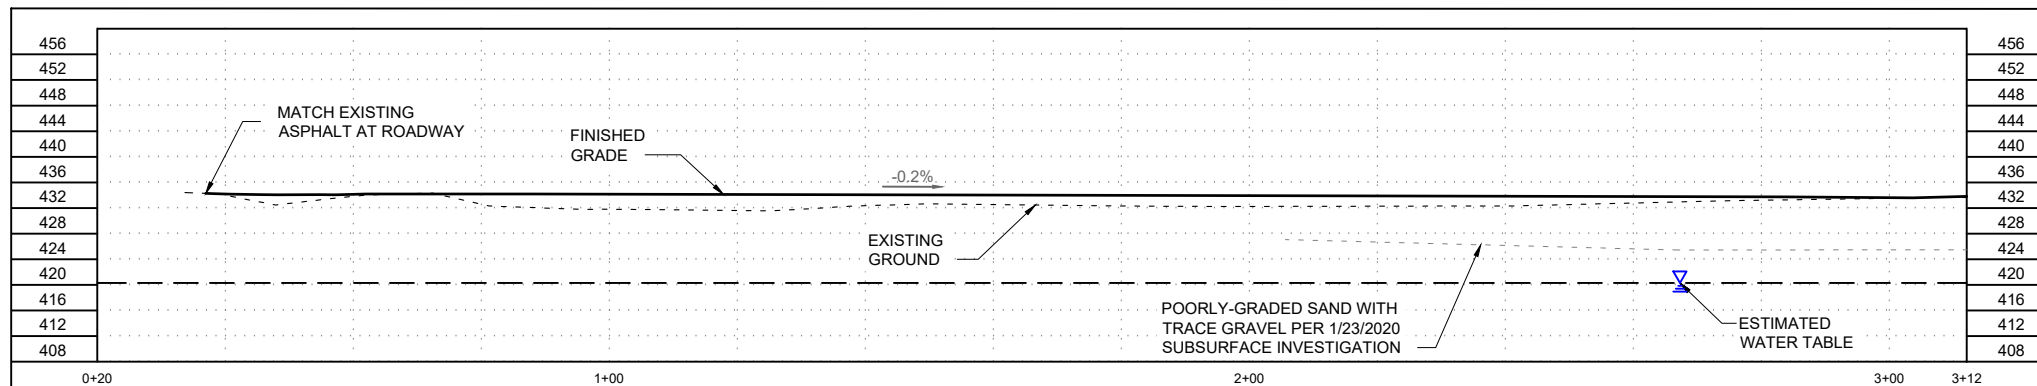 456
452
448
444
440
436
432
428
424
420
416
412
408
MATCH EXISTING
ASPHALT AT ROADWAY
FINISHED
GRADE
-0.2%
EXISTING
GROUND
POORLY-GRADED SAND WITH
TRACE GRAVEL PER 1/23/2020
SUBSURFACE INVESTIGATION
ESTIMATED
WATER TABLE
456
452
448
444
440
436
432
428
424
420
416
412
408
0+20
1+00
2+00
3+00
3+12